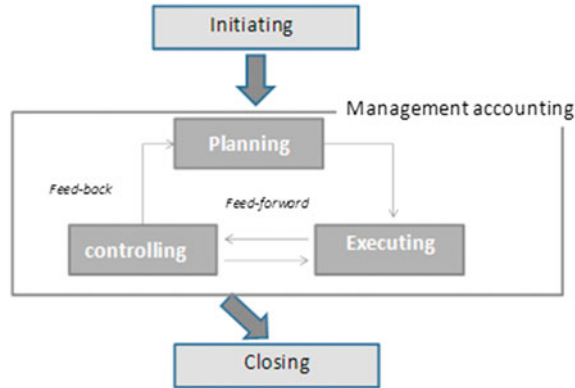 Initiating
Management accounting
Planning
Feed-back
Feed-forward
controlling
Executing
Closing